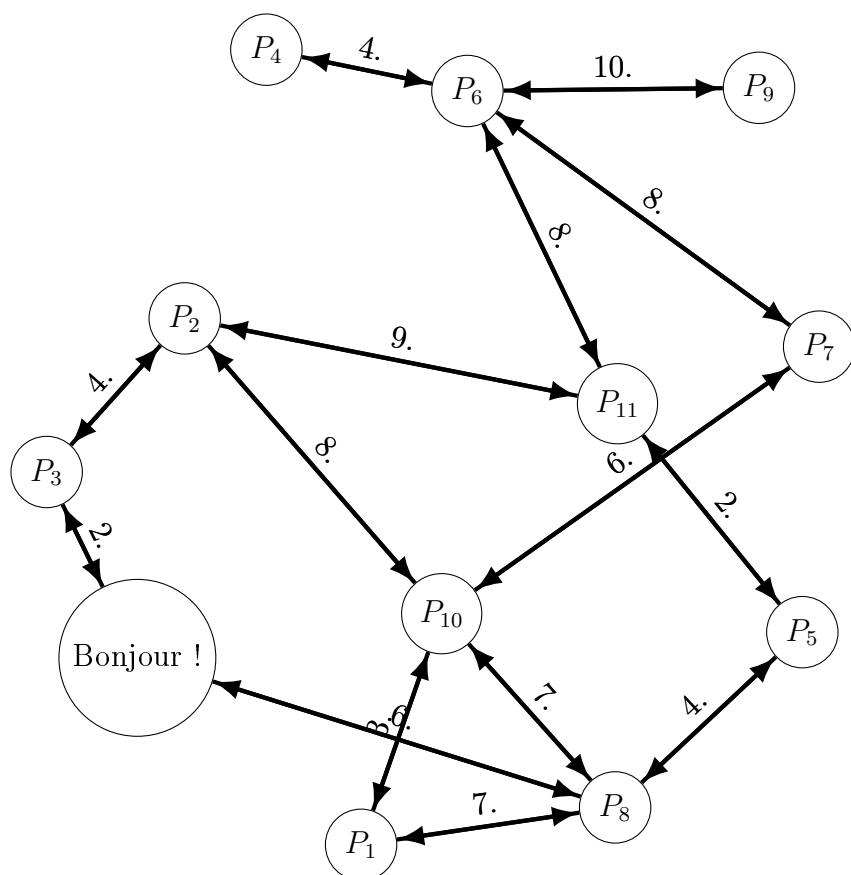 P₄
4.
P₆
10.
P₉
8.
8.
P₂
9.
P₇
4.
P₁₁
P₃
8.
6.
2.
2.
P₁₀
P₅
Bonjour !
7.
4.
3.
6.
7.
P₈
P₁